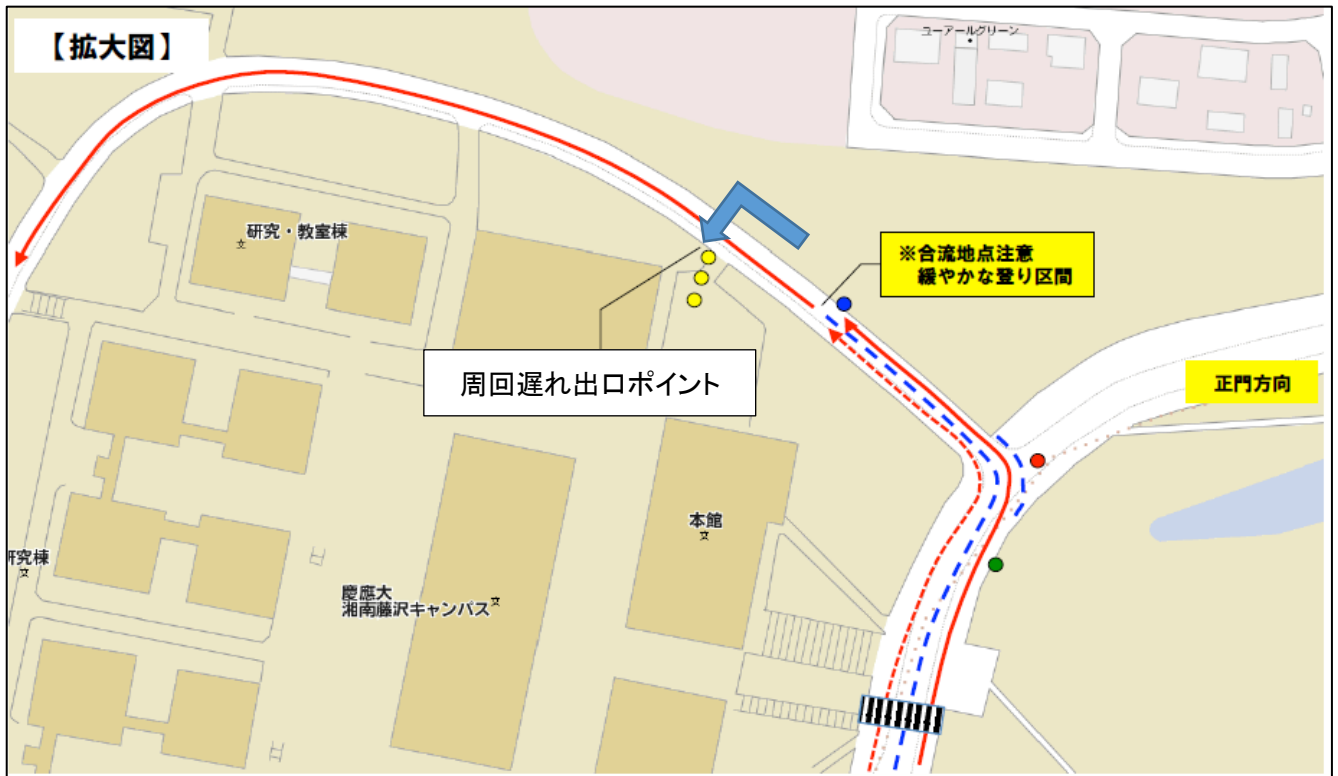 【拡大図】
ユーアールグリーン
研究・教室棟
※合流地点注意
緩やかな登り区間
周回遅れ出口ポイント
正門方向
本館
研究棟
慶應大
湘南藤沢キャンパス